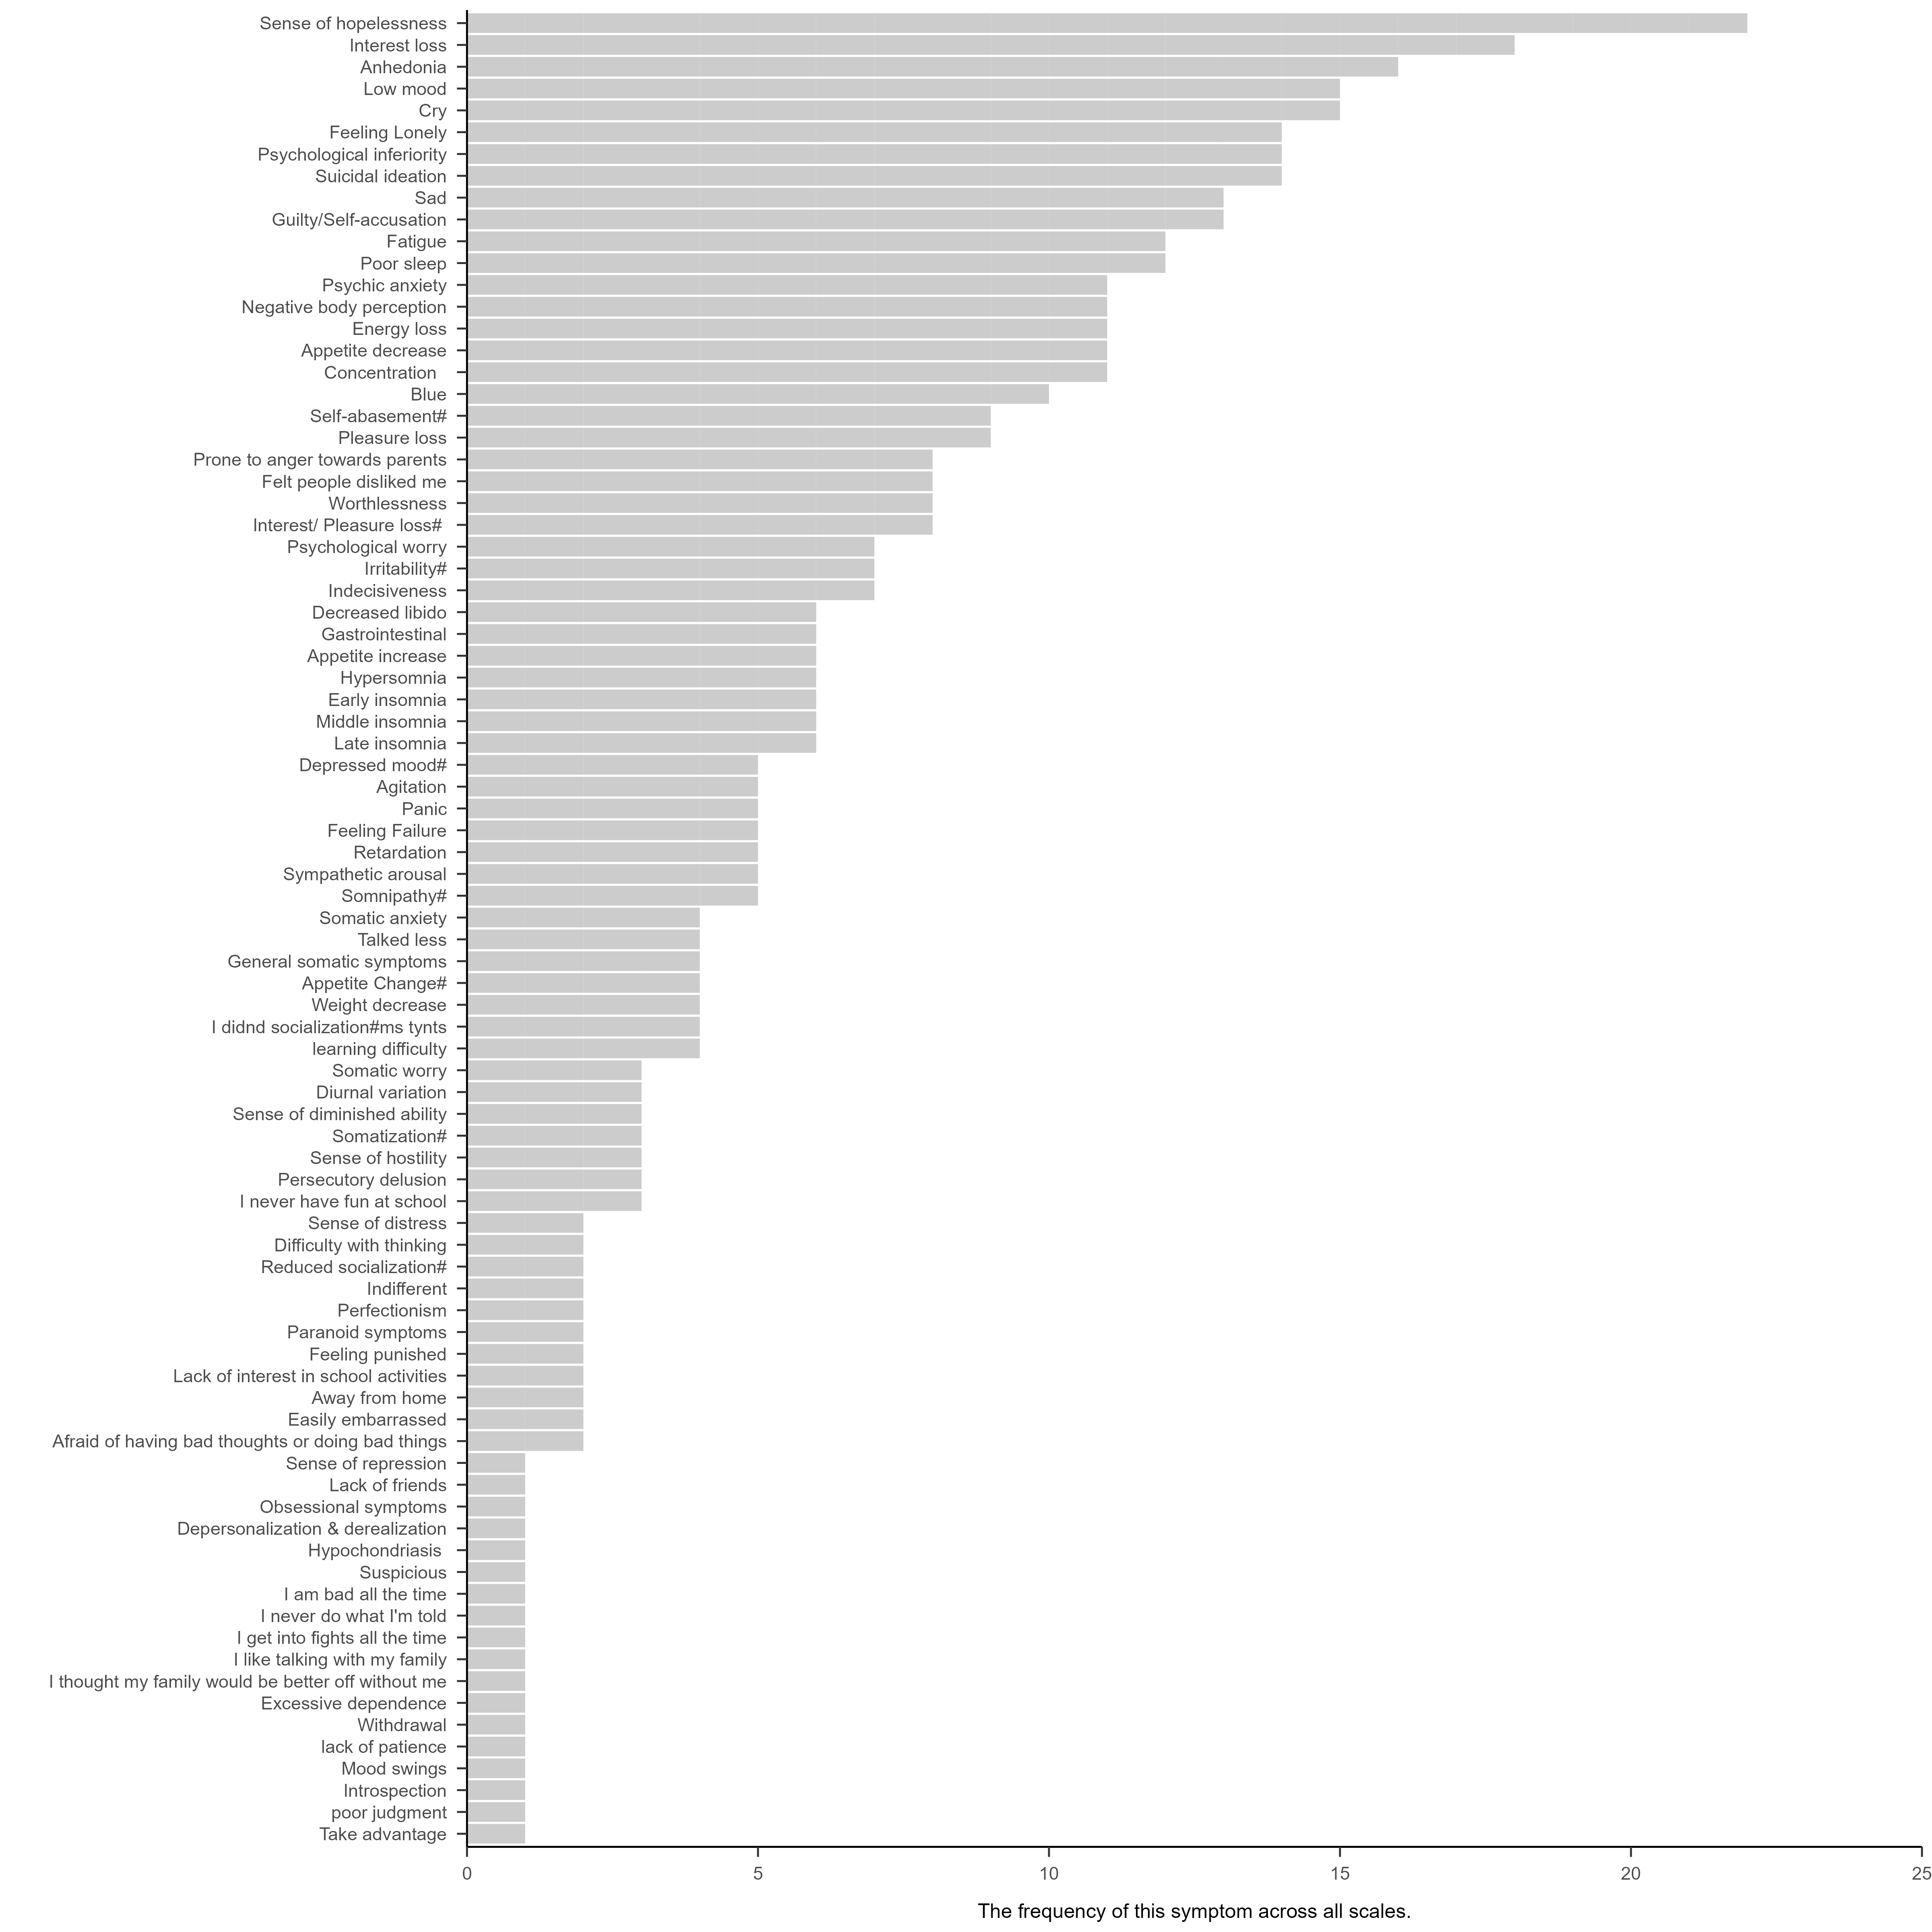 Sense of hopelessness
Interest loss
Anhedonia
Low mood
Cry
Feeling Lonely
Psychological inferiority
Suicidal ideation
Sad
Guilty/Self-accusation
Fatigue
Poor sleep
Psychic anxiety
Negative body perception
Energy loss
Appetite decrease
Concentration
Blue
Self-abasement#
Pleasure loss
Prone to anger towards parents
Felt people disliked me
Worthlessness
Interest/ Pleasure loss#
Psychological worry
Irritability#
Indecisiveness
Decreased libido
Gastrointestinal
Appetite increase
Hypersomnia
Early insomnia
Middle insomnia
Late insomnia
Depressed mood#
Agitation
Panic
Feeling Failure
Retardation
Sympathetic arousal
Somnipathy#
Somatic anxiety
Talked less
General somatic symptoms
Appetite Change#
Weight decrease
I didnd socialization#ms tynts
learning difficulty
Somatic worry
Diurnal variation
Sense of diminished ability
Somatization#
Sense of hostility
Persecutory delusion
I never have fun at school
Sense of distress
Difficulty with thinking
Reduced socialization#
Indifferent
Perfectionism
Paranoid symptoms
Feeling punished
Lack of interest in school activities
Away from home
Easily embarrassed
Afraid of having bad thoughts or doing bad things
Sense of repression
Lack of friends
Obsessional symptoms
Depersonalization & derealization
Hypochondriasis
Suspicious
I am bad all the time
I never do what I'm told
I get into fights all the time
I like talking with my family
I thought my family would be better off without me
Excessive dependence
Withdrawal
lack of patience
Mood swings
Introspection
poor judgment
Take advantage
0 5 10 15 20 25
The frequency of this symptom across all scales.